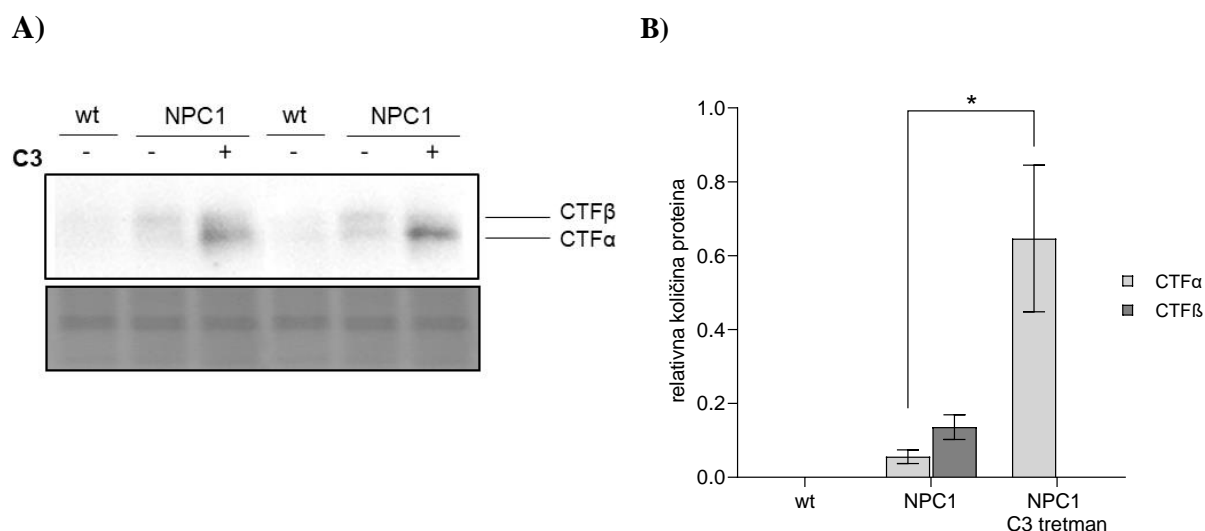 A)
wt NPC1 wt NPC1
C3 - - + - - +
CTFβ
CTFα
B)
*
1.0
0.8
0.6
0.4
0.2
0.0
relativna količina proteina
wt NPC1 NPC1
C3 tretman
CTFα
CTFß